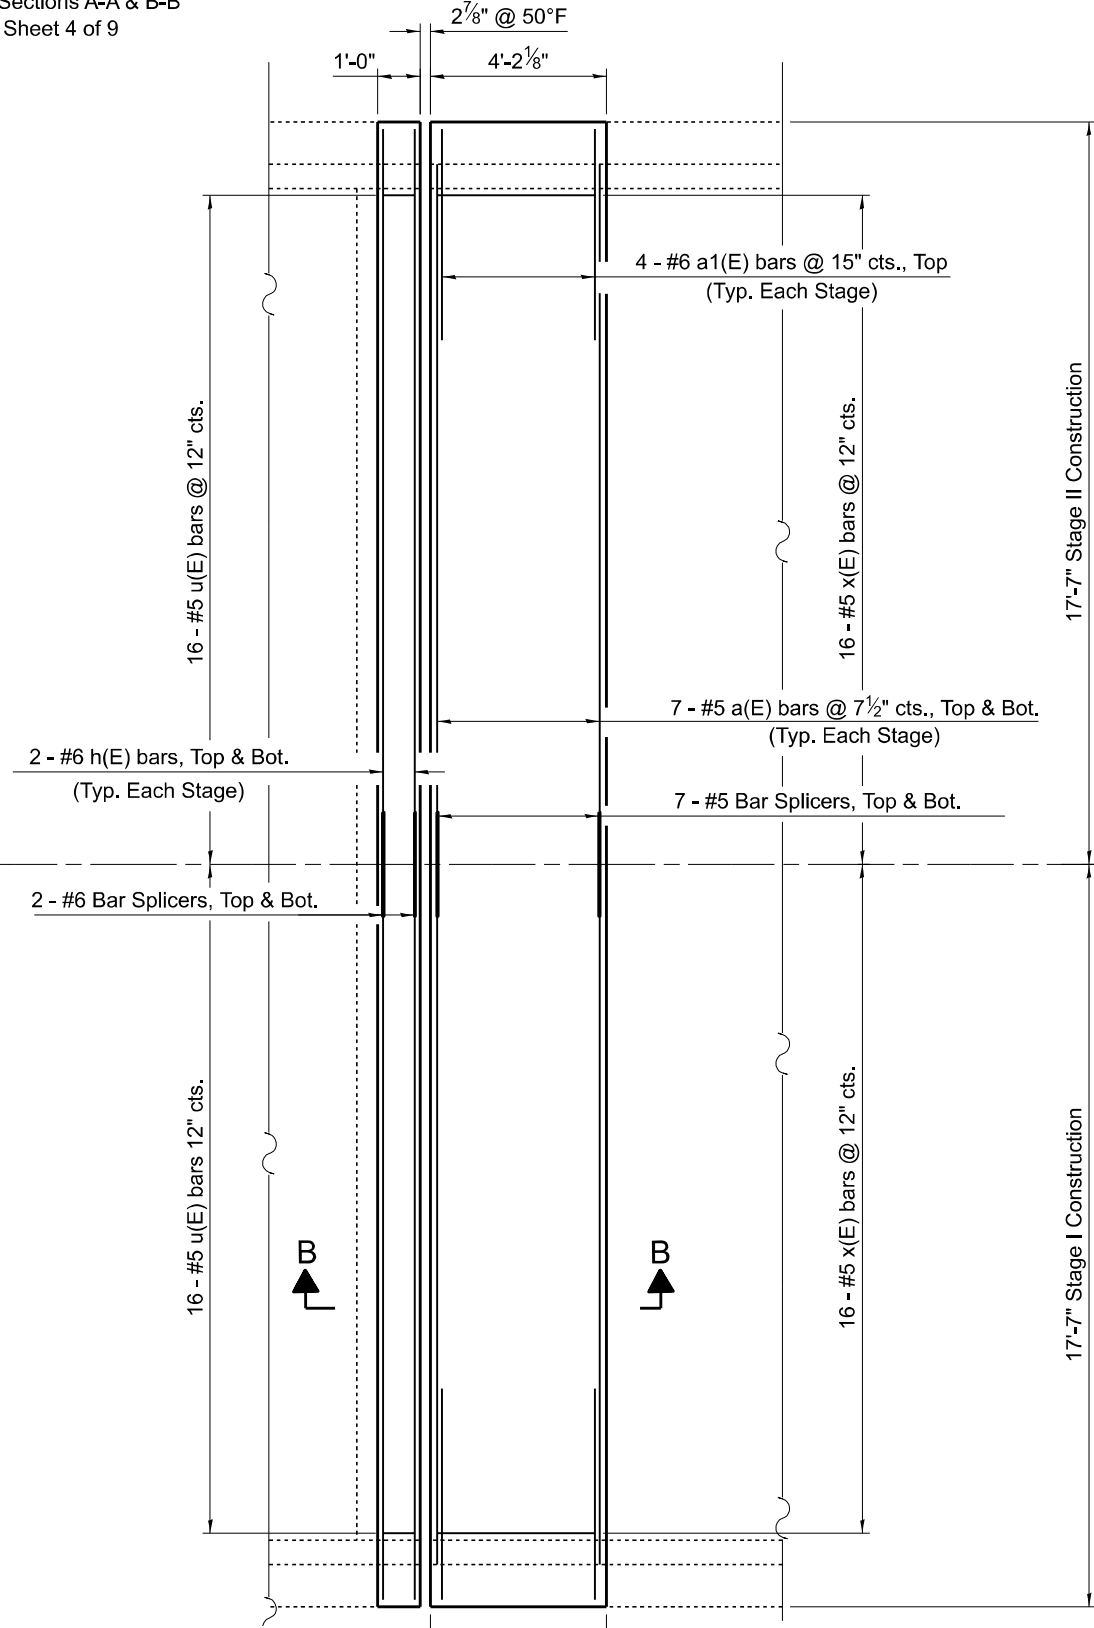 Sections A-A & B-B
Sheet 4 of 9
2⅞" @ 50°F
1'-0"
4'-2⅛"
4 - #6 a1(E) bars @ 15" cts., Top
(Typ. Each Stage)
16 - #5 u(E) bars @ 12" cts.
16 - #5 x(E) bars @ 12" cts.
17'-7" Stage II Construction
7 - #5 a(E) bars @ 7½" cts., Top & Bot.
(Typ. Each Stage)
2 - #6 h(E) bars, Top & Bot.
(Typ. Each Stage)
7 - #5 Bar Splicers, Top & Bot.
2 - #6 Bar Splicers, Top & Bot.
16 - #5 u(E) bars 12" cts.
16 - #5 x(E) bars @ 12" cts.
17'-7" Stage I Construction
B
B